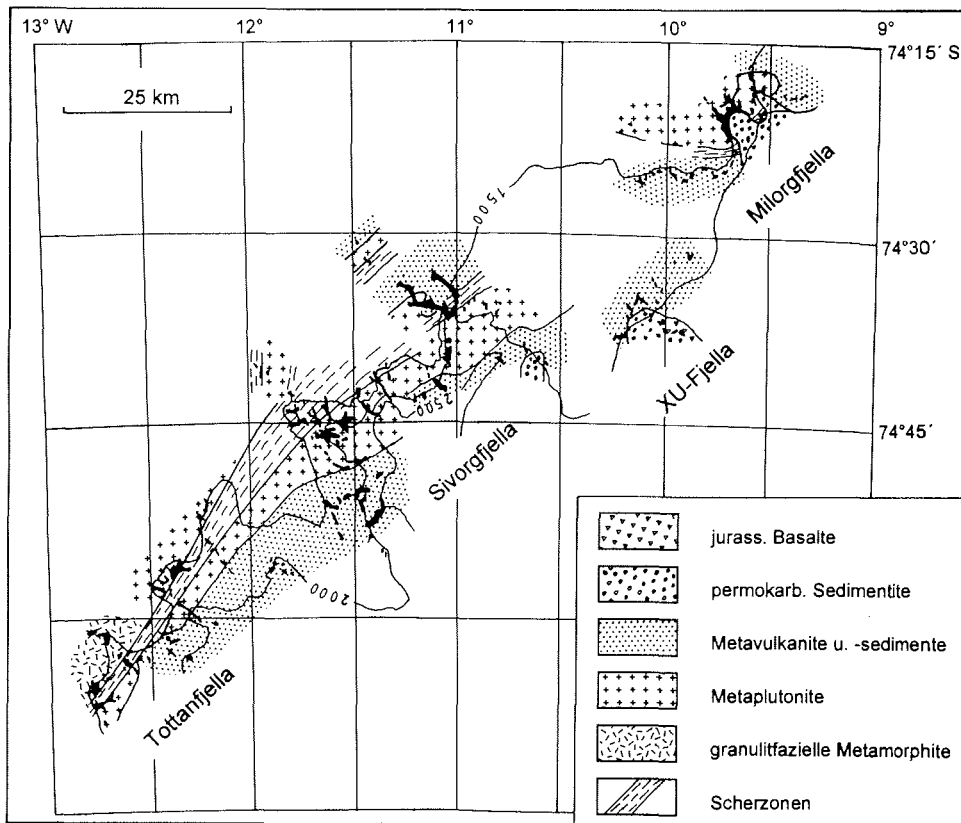 13° W
12°
11°
10°
9°
74°15´ S
25 km
Milorgfjella
1500
74°30´
XU-Fjella
2500
74°45´
Sivorgfjella
2000
Tottanfjella
jurass. Basalte
permokarb. Sedimentite
Metavulkanite u. -sedimente
Metaplutonite
granulitfazielle Metamorphite
Scherzonen